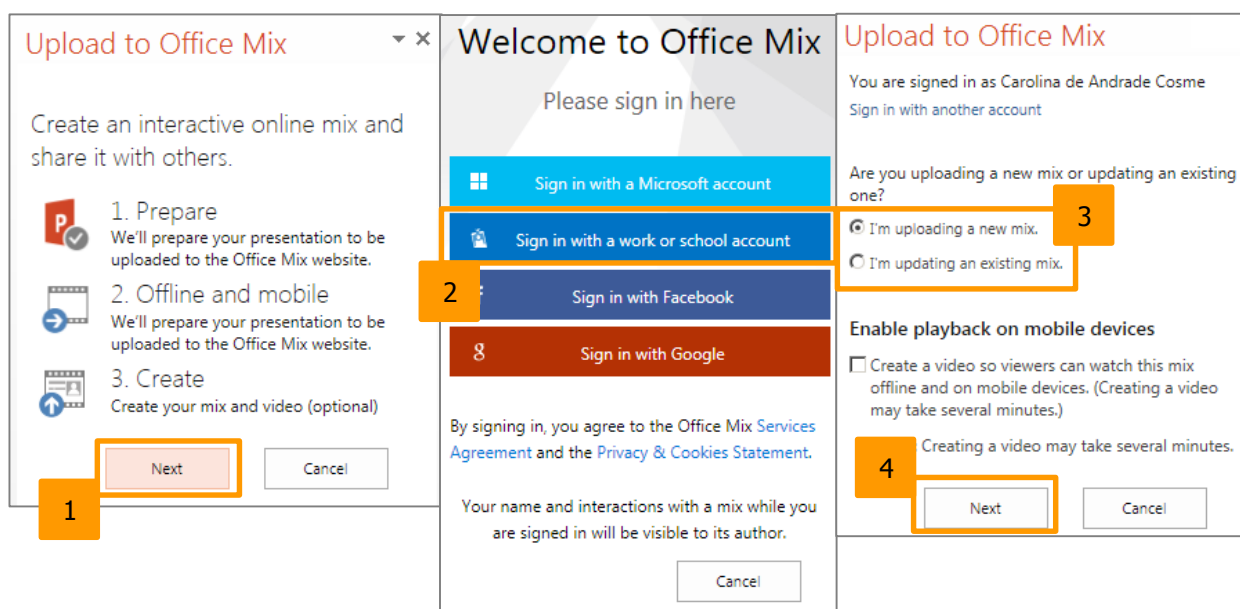 Upload to Office Mix
Create an interactive online mix and
share it with others.
1. Prepare
We'll prepare your presentation to be
uploaded to the Office Mix website.
2. Offline and mobile
We'll prepare your presentation to be
uploaded to the Office Mix website.
3. Create
Create your mix and video (optional)
Next
Cancel
1
Welcome to Office Mix
Please sign in here
Sign in with a Microsoft account
Sign in with a work or school account
2
Sign in with Facebook
8
Sign in with Google
By signing in, you agree to the Office Mix Services
Agreement and the Privacy & Cookies Statement.
Your name and interactions with a mix while you
are signed in will be visible to its author.
Cancel
Upload to Office Mix
You are signed in as Carolina de Andrade Cosme
Sign in with another account
Are you uploading a new mix or updating an existing
one?
3
I'm uploading a new mix.
I'm updating an existing mix.
Enable playback on mobile devices
Create a video so viewers can watch this mix
offline and on mobile devices. (Creating a video
may take several minutes.)
Creating a video may take several minutes.
4
Next
Cancel